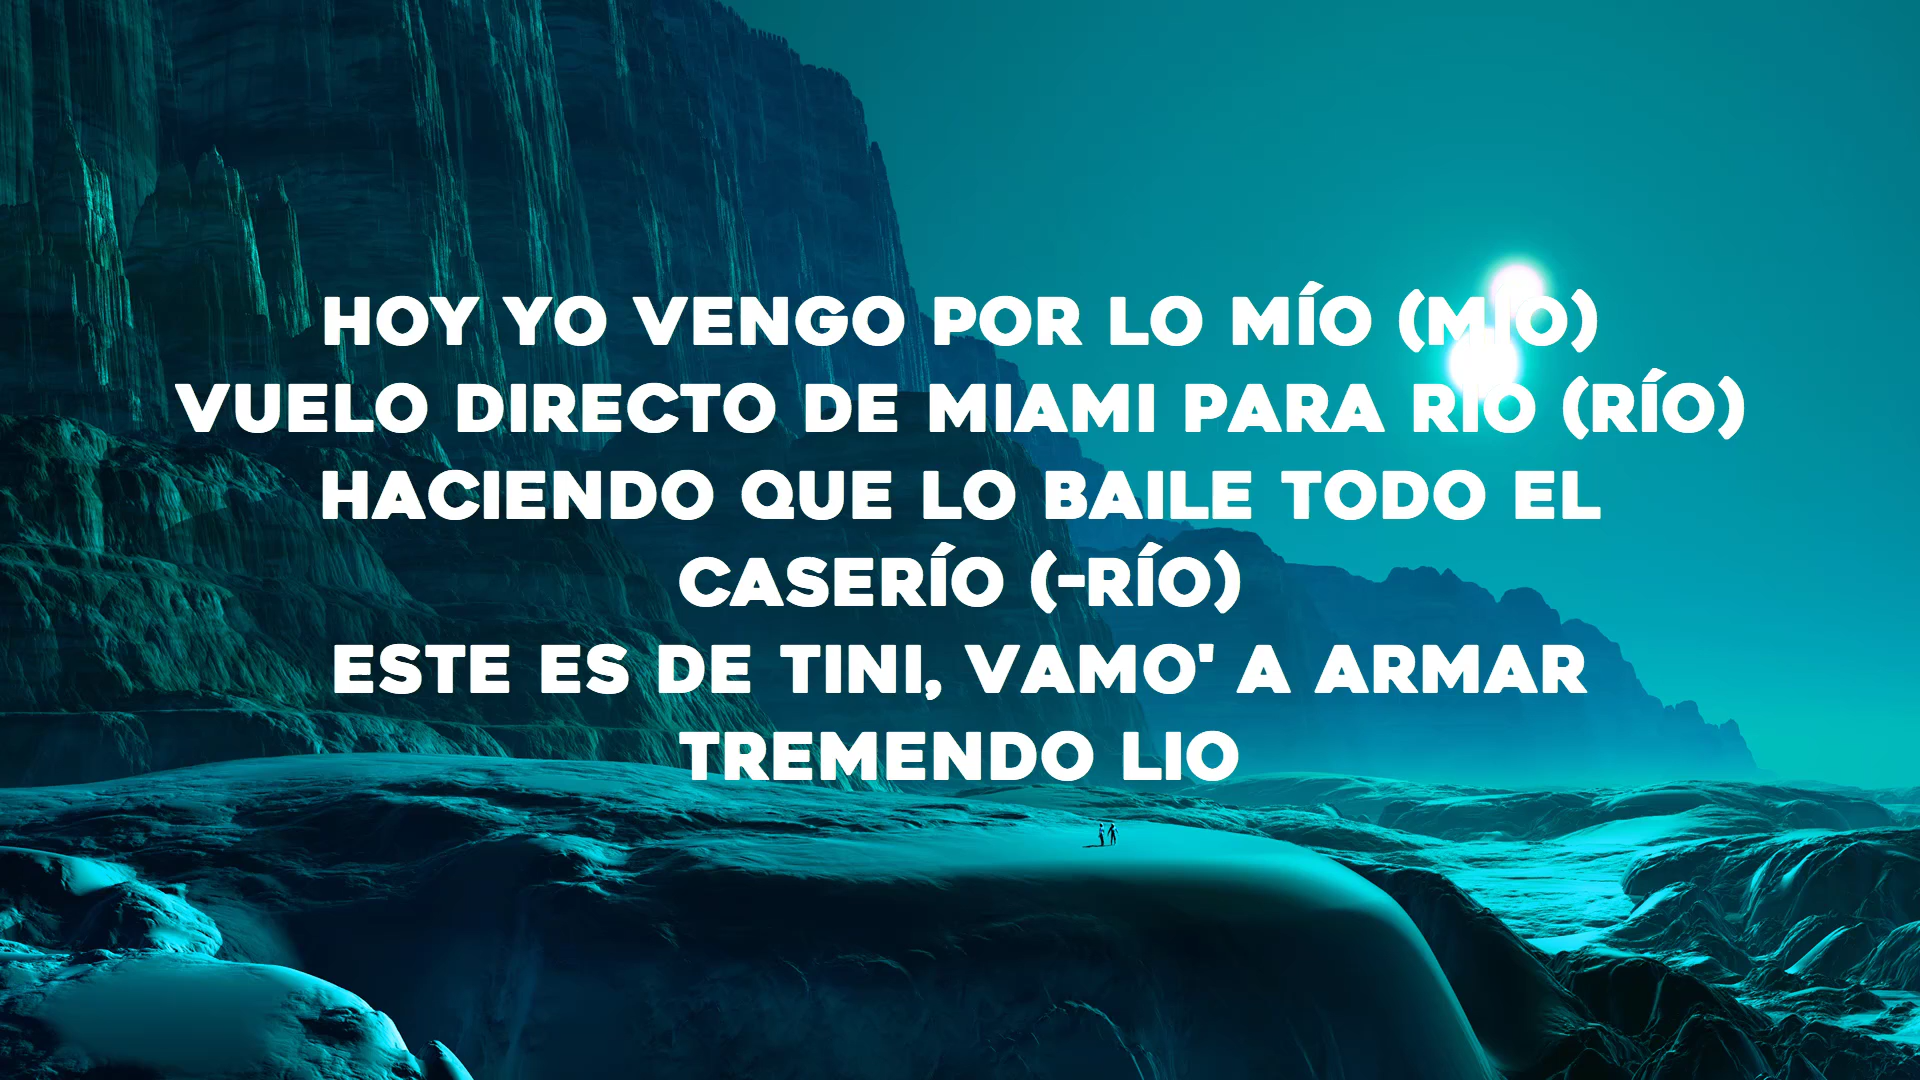 HOY YO VENGO POR LO MÍO (MÍO)
VUELO DIRECTO DE MIAMI PARA RÍO (RÍO)
HACIENDO QUE LO BAILE TODO EL
CASERÍO (-RÍO)
ESTE ES DE TINI, VAMO' A ARMAR
TREMENDO LIO